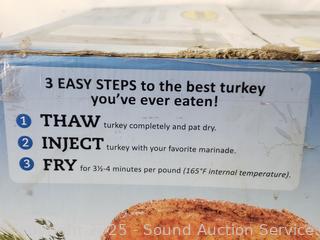 3 EASY STEPS to the best turkey
you've ever eaten!
1 THAW turkey completely and pat dry.
2 INJECT turkey with your favorite marinade.
3 FRY for 3½-4 minutes per pound (165°F internal temperature).
2025 - Sound Auction Service